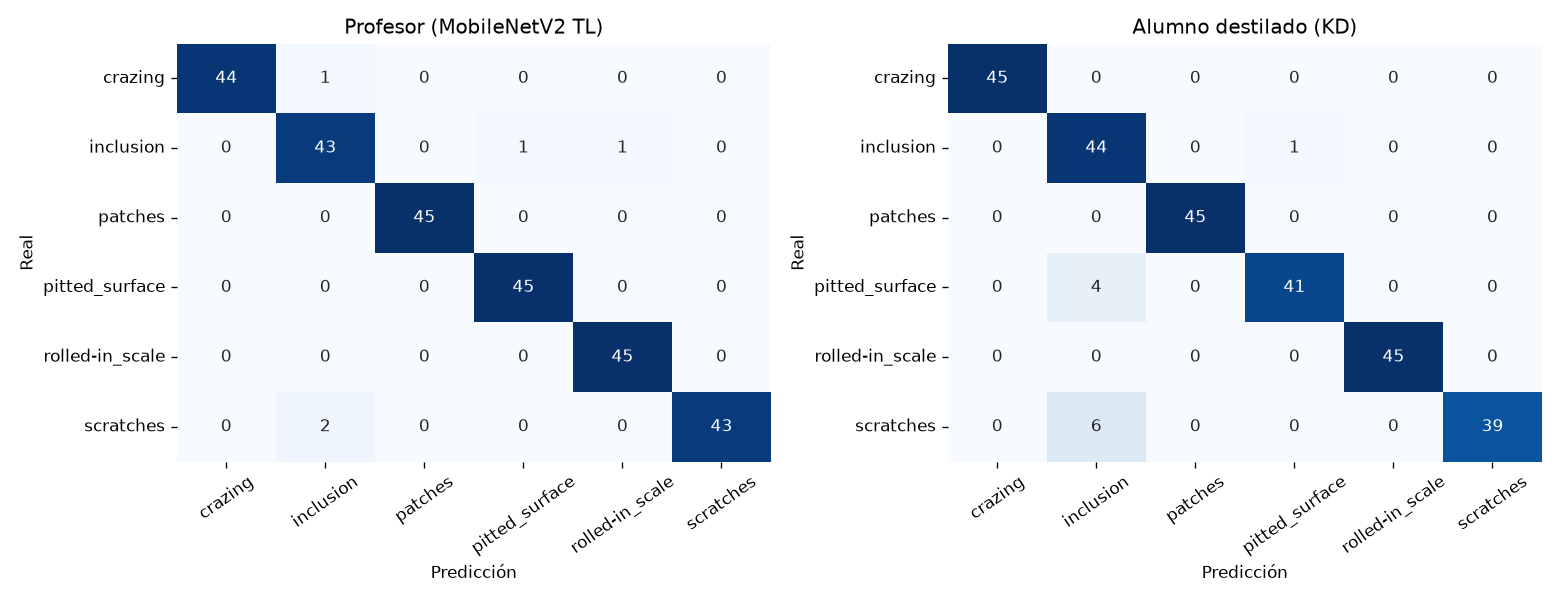 Profesor (MobileNetV2 TL)
Real
crazing 44 1 0 0 0 0
inclusion 0 43 0 1 1 0
patches 0 0 45 0 0 0
pitted_surface 0 0 0 45 0 0
rolled-in_scale 0 0 0 0 45 0
scratches 0 2 0 0 0 43
crazing inclusion patches pitted_surface rolled-in_scale scratches
Predicción
Alumno destilado (KD)
Real
crazing 45 0 0 0 0 0
inclusion 0 44 0 1 0 0
patches 0 0 45 0 0 0
pitted_surface 0 4 0 41 0 0
rolled-in_scale 0 0 0 0 45 0
scratches 0 6 0 0 0 39
crazing inclusion patches pitted_surface rolled-in_scale scratches
Predicción